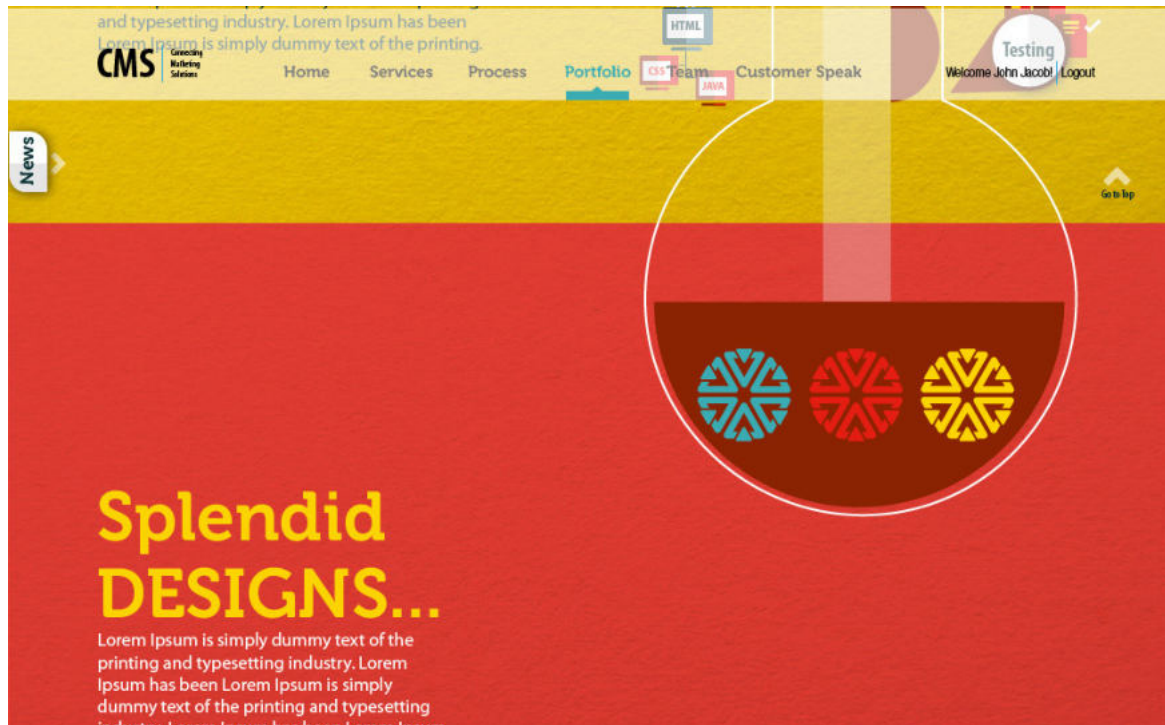 and typesetting industry. Lorem Ipsum has been
Lorem Ipsum is simply dummy text of the printing.
HTML
CSS
JAVA
Testing
CMS
Connecting
Marketing
Solutions
Home Services Process Portfolio Team Customer Speak
Welcome John Jacob! Logout
News
Go to Top
Splendid
DESIGNS...
Lorem Ipsum is simply dummy text of the
printing and typesetting industry. Lorem
Ipsum has been Lorem Ipsum is simply
dummy text of the printing and typesetting